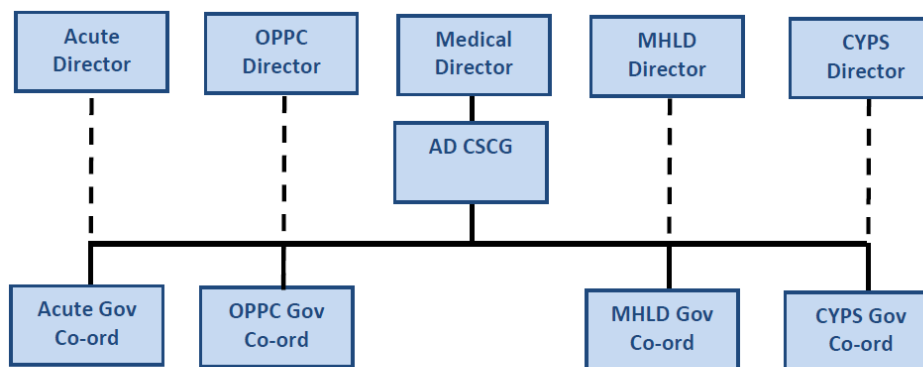 Acute
Director
OPPC
Director
Medical
Director
MHLD
Director
CYPS
Director
AD CSCG
Acute Gov
Co-ord
OPPC Gov
Co-ord
MHLD Gov
Co-ord
CYPS Gov
Co-ord